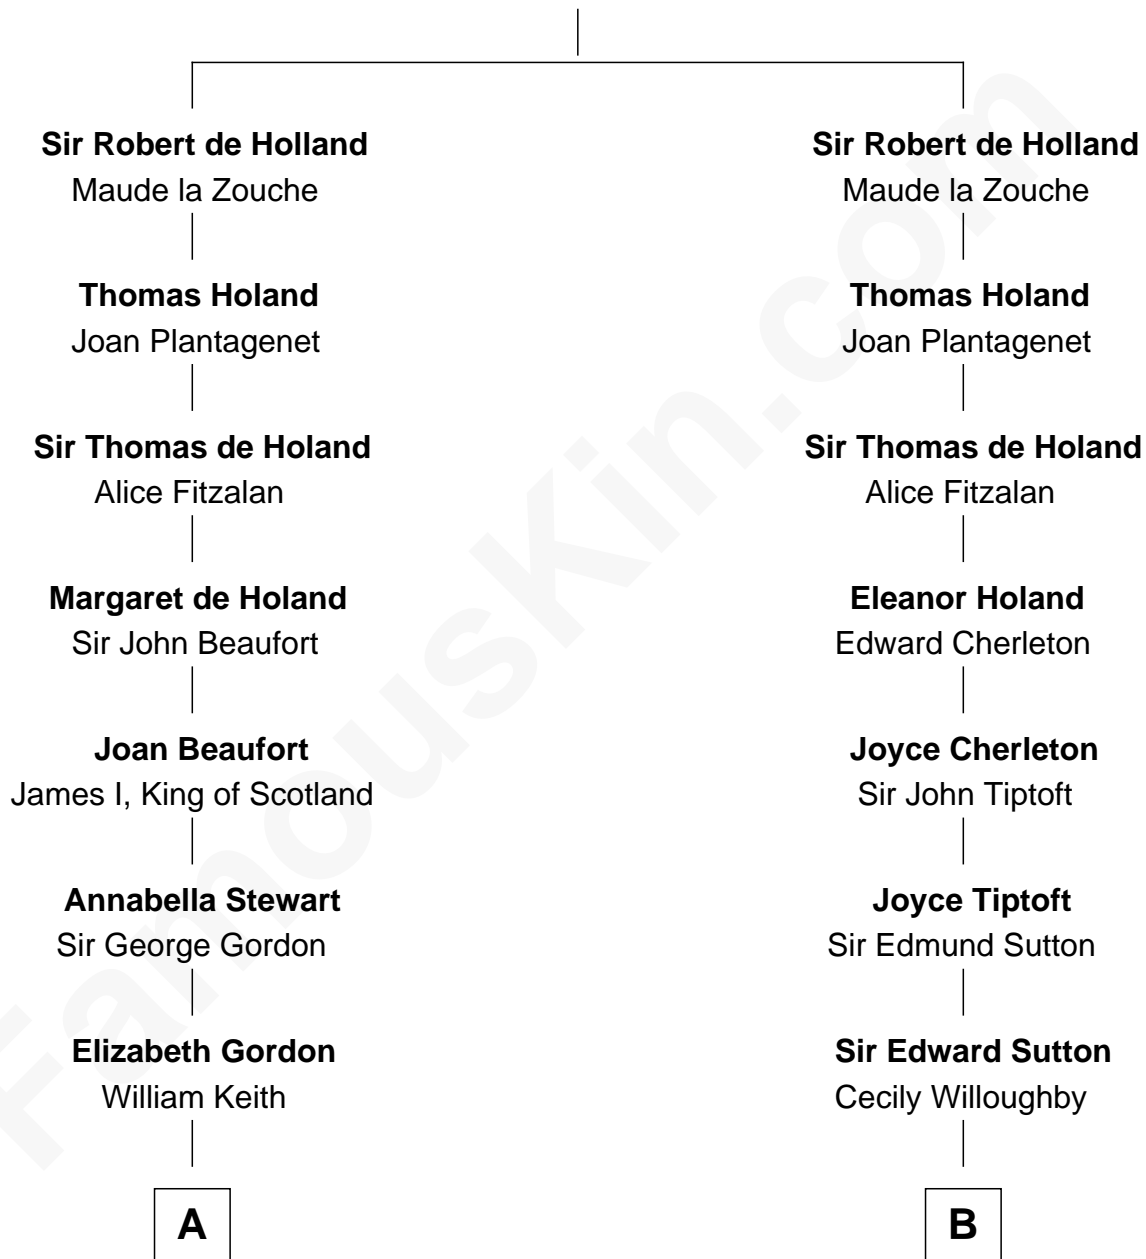 Sir Robert de Holland
Maude la Zouche
Thomas Holand
Joan Plantagenet
Sir Thomas de Holand
Alice Fitzalan
Margaret de Holand
Sir John Beaufort
Joan Beaufort
James I, King of Scotland
Annabella Stewart
Sir George Gordon
Elizabeth Gordon
William Keith
A
Sir Robert de Holland
Maude la Zouche
Thomas Holand
Joan Plantagenet
Sir Thomas de Holand
Alice Fitzalan
Eleanor Holand
Edward Cherleton
Joyce Cherleton
Sir John Tiptoft
Joyce Tiptoft
Sir Edmund Sutton
Sir Edward Sutton
Cecily Willoughby
B
FamousKin.com